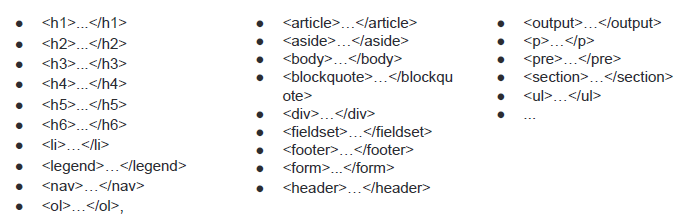 ● <h1>...</h1>
● <h2>...</h2>
● <h3>...</h3>
● <h4>...</h4>
● <h5>...</h5>
● <h6>...</h6>
● <li>…</li>
● <legend>…</legend>
● <nav>…</nav>
● <ol>…</ol>,
● <article>…</article>
● <aside>…</aside>
● <body>…</body>
● <blockquote>…</blockqu
ote>
● <div>…</div>
● <fieldset>…</fieldset>
● <footer>…</footer>
● <form>...</form>
● <header>…</header>
● <output>…</output>
● <p>…</p>
● <pre>…</pre>
● <section>…</section>
● <ul>…</ul>
● ...